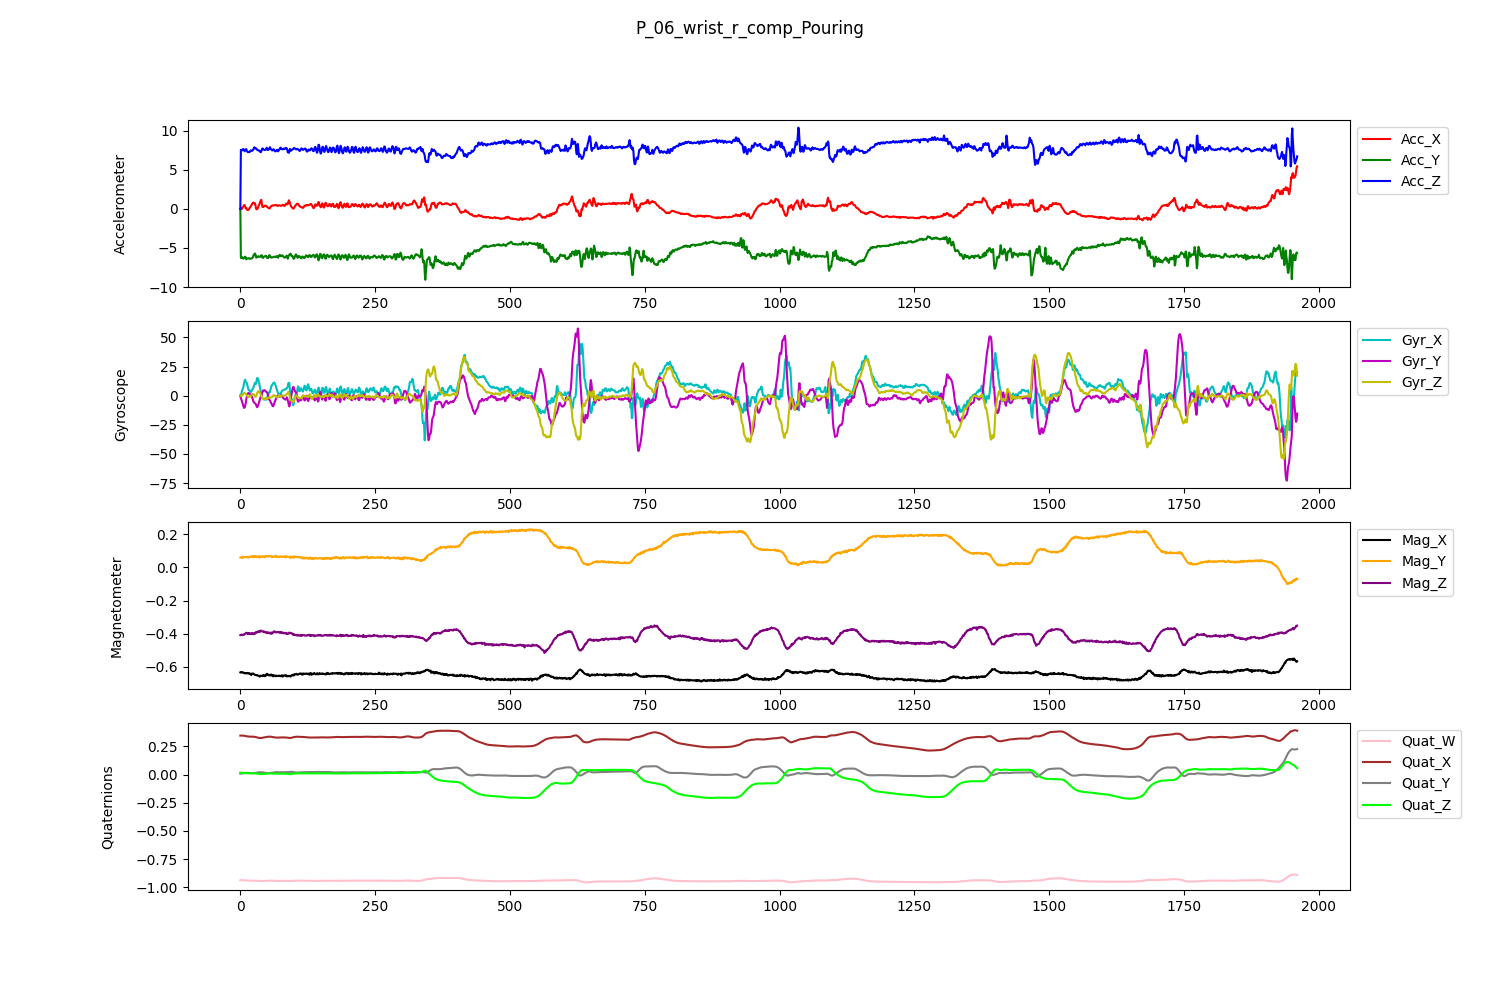 P_06_wrist_r_comp_Pouring
Accelerometer
10
5
0
−5
−10
0 250 500 750 1000 1250 1500 1750 2000
Acc_X
Acc_Y
Acc_Z
Gyroscope
50
25
0
−25
−50
−75
0 250 500 750 1000 1250 1500 1750 2000
Gyr_X
Gyr_Y
Gyr_Z
Magnetometer
0.2
0.0
−0.2
−0.4
−0.6
0 250 500 750 1000 1250 1500 1750 2000
Mag_X
Mag_Y
Mag_Z
Quaternions
0.25
0.00
−0.25
−0.50
−0.75
−1.00
0 250 500 750 1000 1250 1500 1750 2000
Quat_W
Quat_X
Quat_Y
Quat_Z